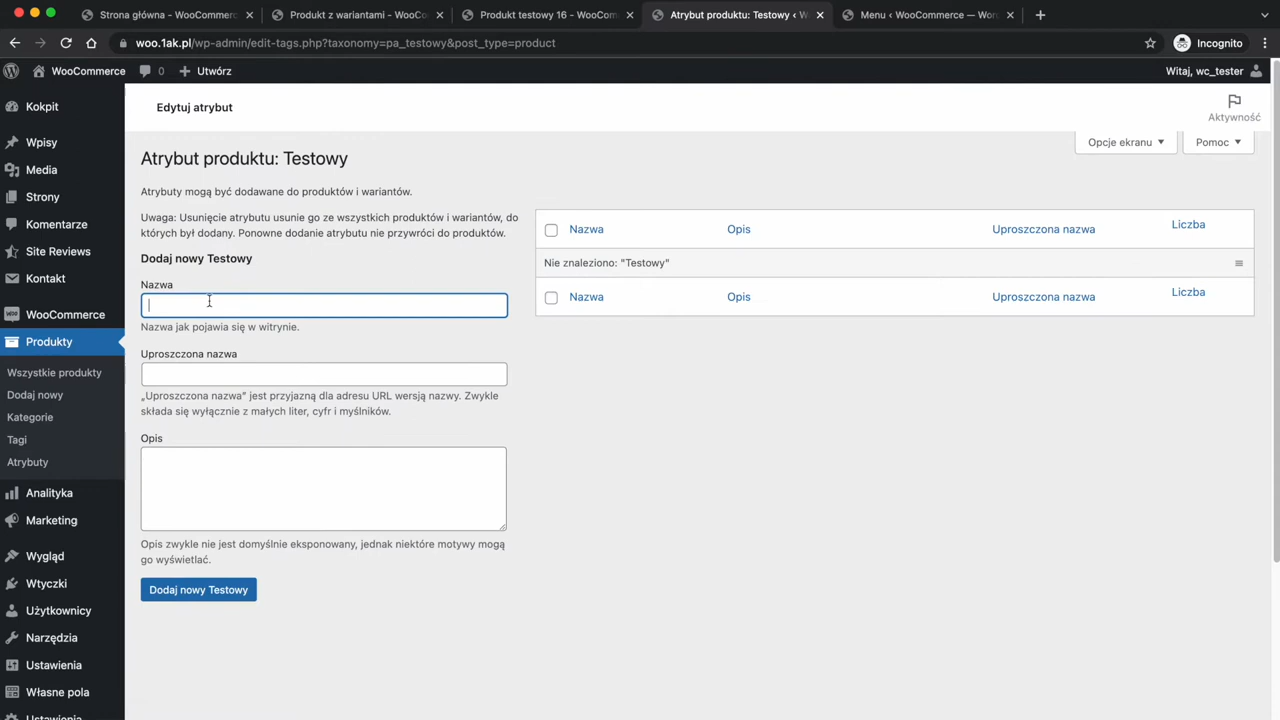 Strona główna - WooCommerc
Produkt z wariantami - WooCo
Produkt testowy 16 - WooCom
Atrybut produktu: Testowy ‹ W
Menu ‹ WooCommerce — Wor
woo.1ak.pl/wp-admin/edit-tags.php?taxonomy=pa_testowy&post_type=product
Incognito
WooCommerce
0
Utwórz
Witaj, wc_tester
Kokpit
Wpisy
Media
Strony
Komentarze
Site Reviews
Kontakt
WooCommerce
Produkty
Wszystkie produkty
Dodaj nowy
Kategorie
Tagi
Atrybuty
Analityka
Marketing
Wygląd
Wtyczki
Użytkownicy
Narzędzia
Ustawienia
Własne pola
Ustawienia
Edytuj atrybut
Aktywność
Opcje ekranu
Pomoc
Atrybut produktu: Testowy
Atrybuty mogą być dodawane do produktów i wariantów.
Uwaga: Usunięcie atrybutu usunie go ze wszystkich produktów i wariantów, do
których był dodany. Ponowne dodanie atrybutu nie przywróci do produktów.
Dodaj nowy Testowy
Nazwa
Nazwa jak pojawia się w witrynie.
Uproszczona nazwa
„Uproszczona nazwa” jest przyjazną dla adresu URL wersją nazwy. Zwykle
składa się wyłącznie z małych liter, cyfr i myślników.
Opis
Opis zwykle nie jest domyślnie eksponowany, jednak niektóre motywy mogą
go wyświetlać.
Dodaj nowy Testowy
Nazwa Opis Uproszczona nazwa Liczba
Nie znaleziono: "Testowy"
Nazwa Opis Uproszczona nazwa Liczba